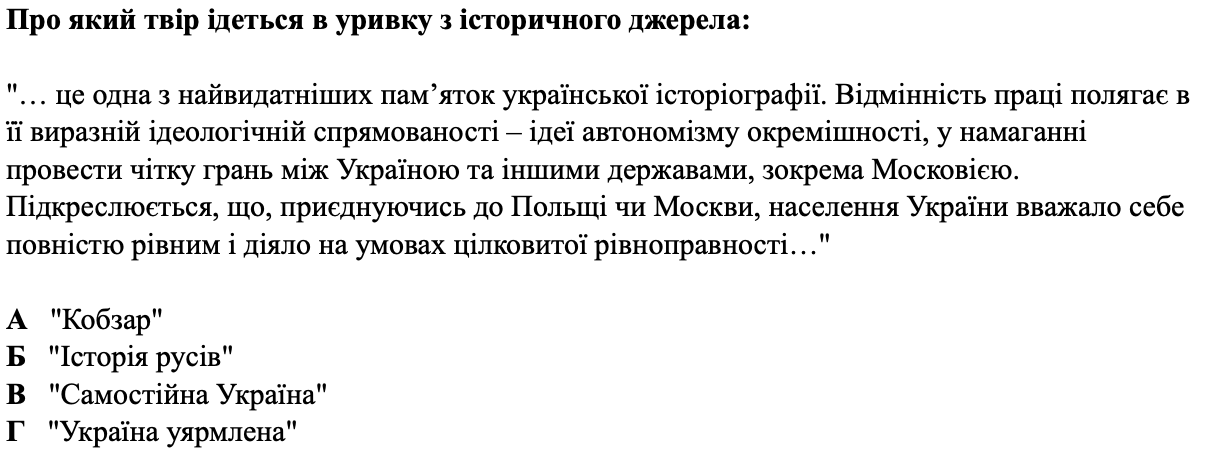 Про який твір ідеться в уривку з історичного джерела:
"… це одна з найвидатніших пам’яток української історіографії. Відмінність праці полягає в
її виразній ідеологічній спрямованості – ідеї автономізму окремішності, у намаганні
провести чітку грань між Україною та іншими державами, зокрема Московією.
Підкреслюється, що, приєднуючись до Польщі чи Москви, населення України вважало себе
повністю рівним і діяло на умовах цілковитої рівноправності…"
А "Кобзар"
Б "Історія русів"
В "Самостійна Україна"
Г "Україна уярмлена"